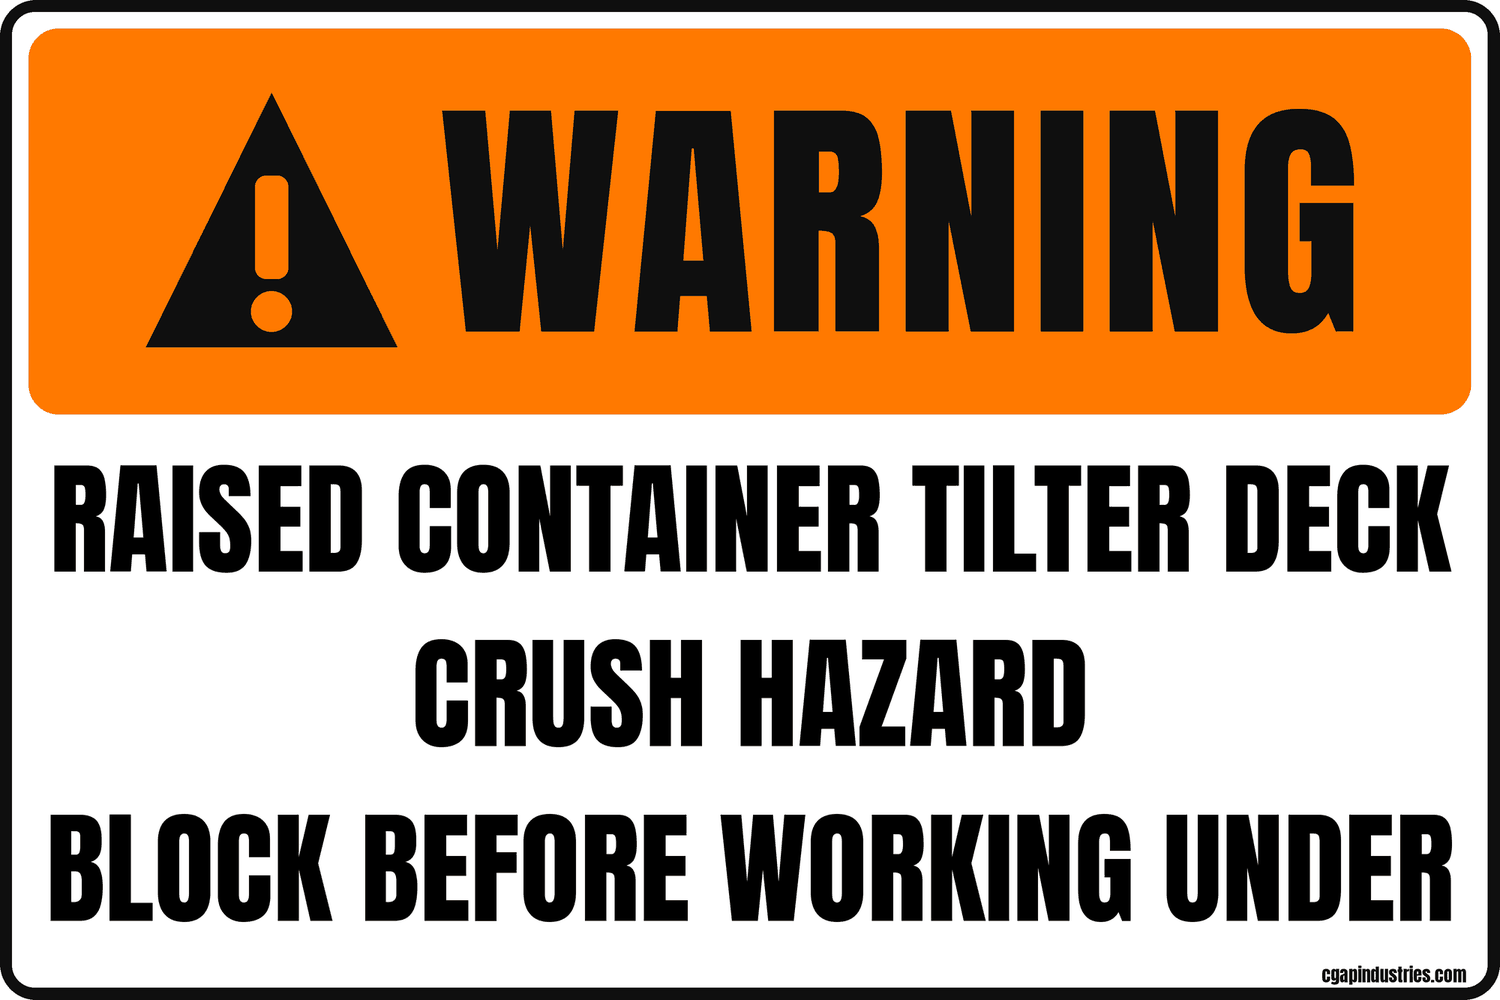 WARNING
RAISED CONTAINER TILTER DECK
CRUSH HAZARD
BLOCK BEFORE WORKING UNDER
cgapindustries.com